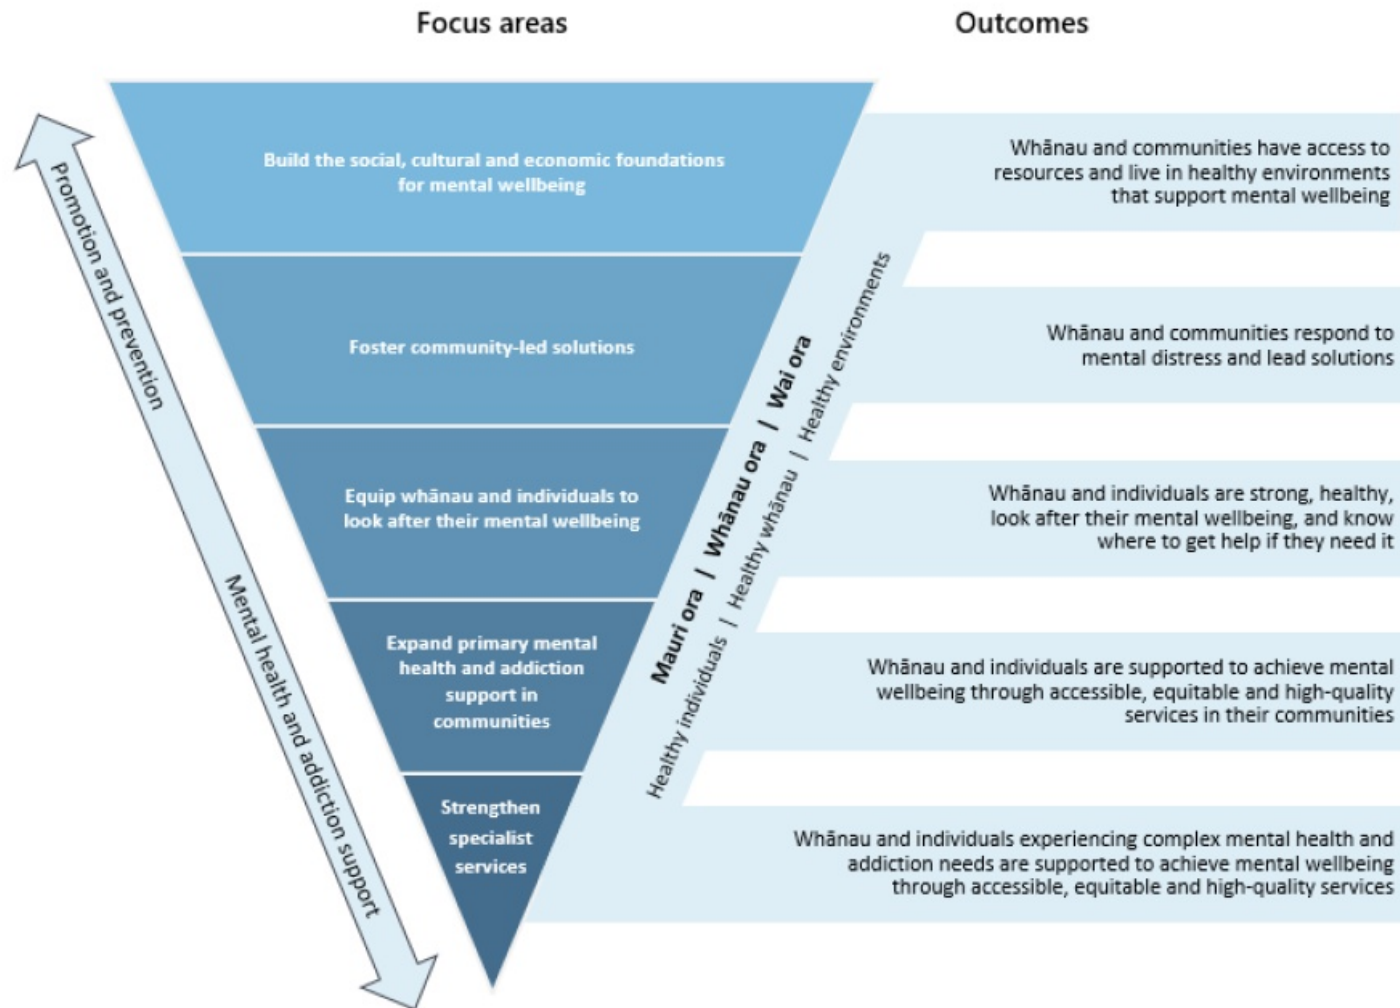 Focus areas
Outcomes
Promotion and prevention
Mental health and addiction support
Build the social, cultural and economic foundations
for mental wellbeing
Foster community-led solutions
Equip whānau and individuals to
look after their mental wellbeing
Expand primary mental
health and addiction
support in
communities
Strengthen
specialist
services
Mauri ora | Whānau ora | Wai ora
Healthy individuals | Healthy whānau | Healthy environments
Whānau and communities have access to
resources and live in healthy environments
that support mental wellbeing
Whānau and communities respond to
mental distress and lead solutions
Whānau and individuals are strong, healthy,
look after their mental wellbeing, and know
where to get help if they need it
Whānau and individuals are supported to achieve mental
wellbeing through accessible, equitable and high-quality
services in their communities
Whānau and individuals experiencing complex mental health and
addiction needs are supported to achieve mental wellbeing
through accessible, equitable and high-quality services